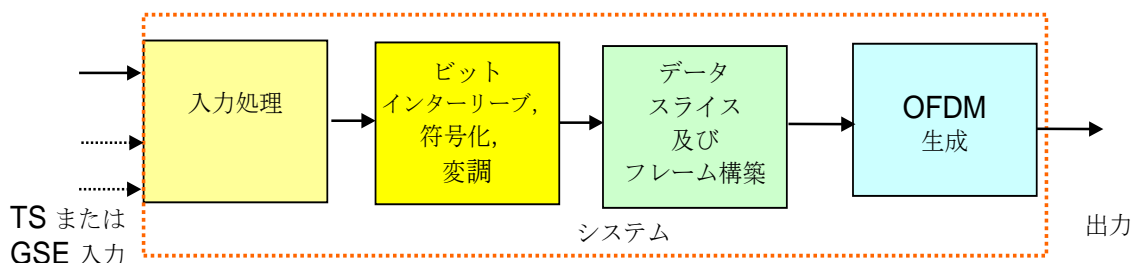 入力処理
ビット
インターリーブ,
符号化,
変調
データ
スライス
及び
フレーム構築
OFDM
生成
TS または
GSE 入力
システム
出力